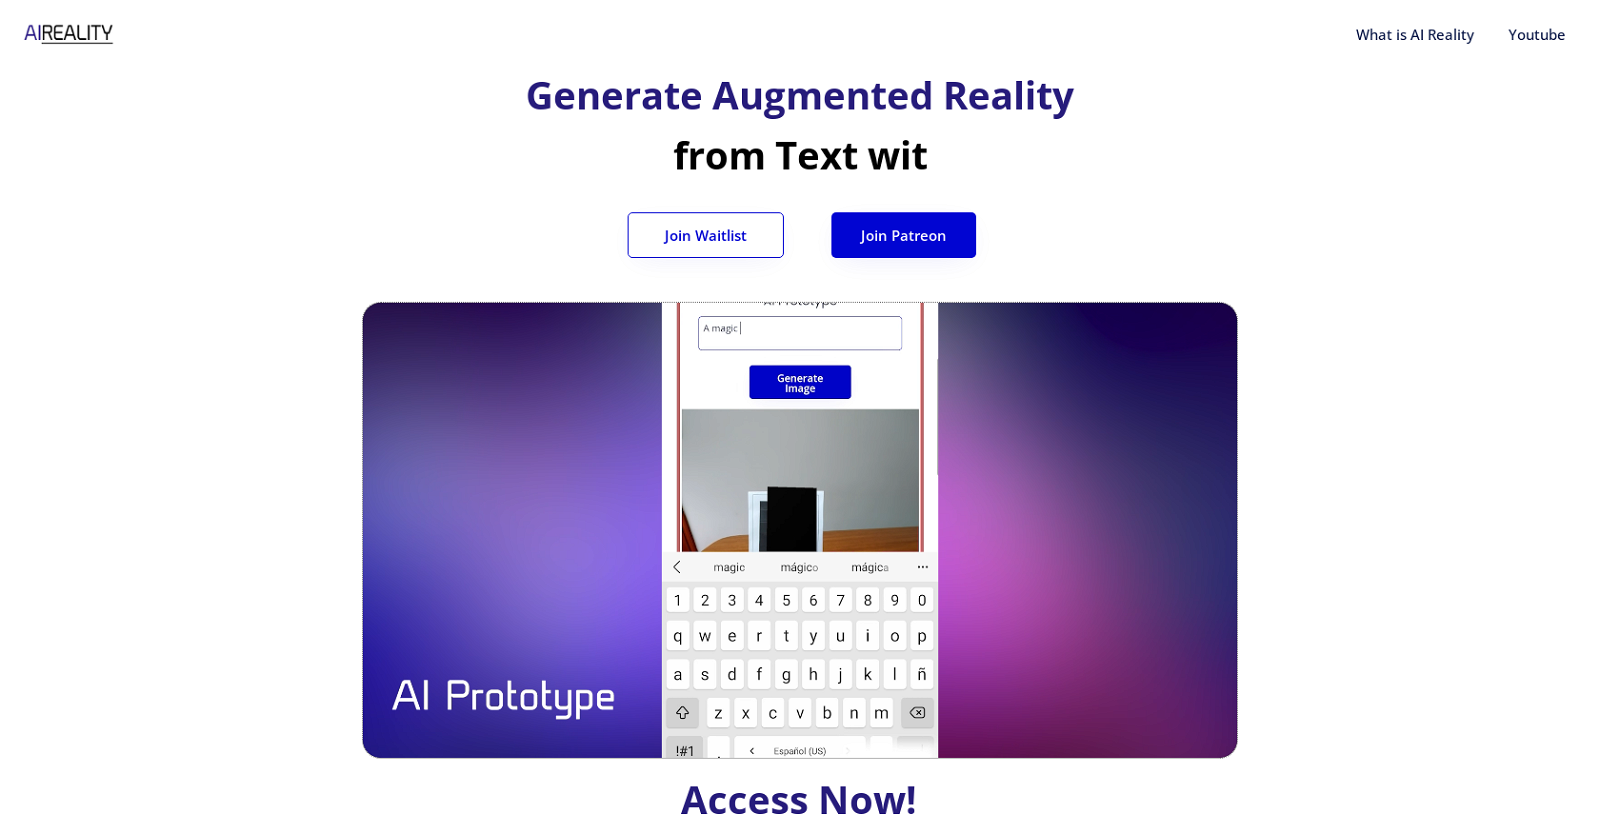 AIREALITY
What is AI Reality
Youtube
Generate Augmented Reality
from Text wit
Join Waitlist
Join Patreon
AI Prototype
A magic
Generate
Image
magic
mágico
mágica
1 2 3 4 5 6 7 8 9 0
q w e r t y u i o p
a s d f g h j k l ñ
AI Prototype
z x c v b n m
!#1 , Español (US)
Access Now!